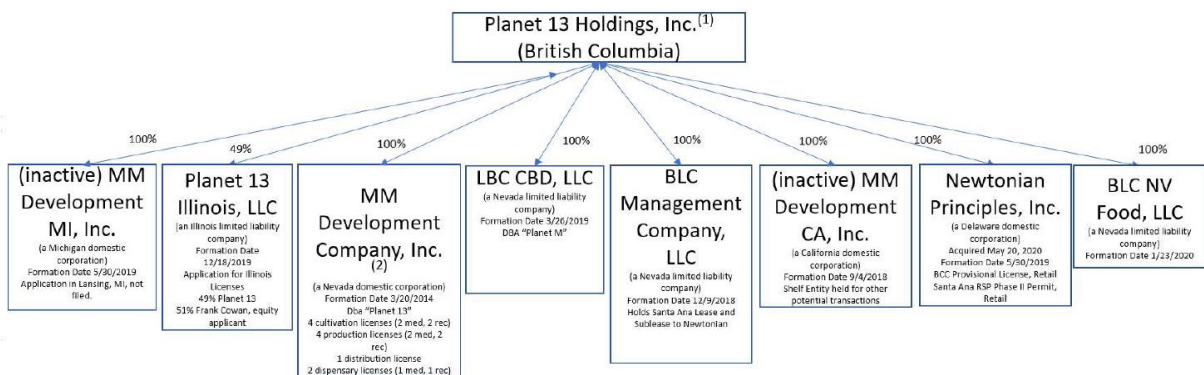 Planet 13 Holdings, Inc.(1)
(British Columbia)
100%
49%
100%
100%
100%
100%
100%
100%
(inactive) MM
Development
MI, Inc.
(a Michigan domestic
corporation)
Formation Date 5/30/2019
Application in Lansing, MI, not
filed.
Planet 13
Illinois, LLC
(an Illinois limited liability
company)
Formation Date
12/18/2019
Application for Illinois
Licenses
49% Planet 13
51% Frank Cowan, equity
applicant
MM
Development
Company, Inc.
(2)
(a Nevada domestic corporation)
Formation Date 3/20/2014
Dba "Planet 13"
4 cultivation licenses (2 med, 2 rec)
4 production licenses (2 med, 2
rec)
1 distribution license
2 dispensary licenses (1 med, 1 rec)
LBC CBD, LLC
(a Nevada limited liability
company)
Formation Date 3/26/2019
DBA "Planet M"
BLC
Management
Company,
LLC
(a Nevada limited liability
company)
Formation Date 12/9/2018
Holds Santa Ana Lease and
Sublease to Newtonian
(inactive) MM
Development
CA, Inc.
(a California domestic
corporation)
Formation Date 9/4/2018
Shelf Entity held for other
potential transactions
Newtonian
Principles, Inc.
(a Delaware domestic
corporation)
Acquired May 20, 2020
Formation Date 5/30/2019
BCC Provisional License, Retail
Santa Ana RSP Phase II Permit,
Retail
BLC NV
Food, LLC
(a Nevada limited liability
company)
Formation Date 1/23/2020